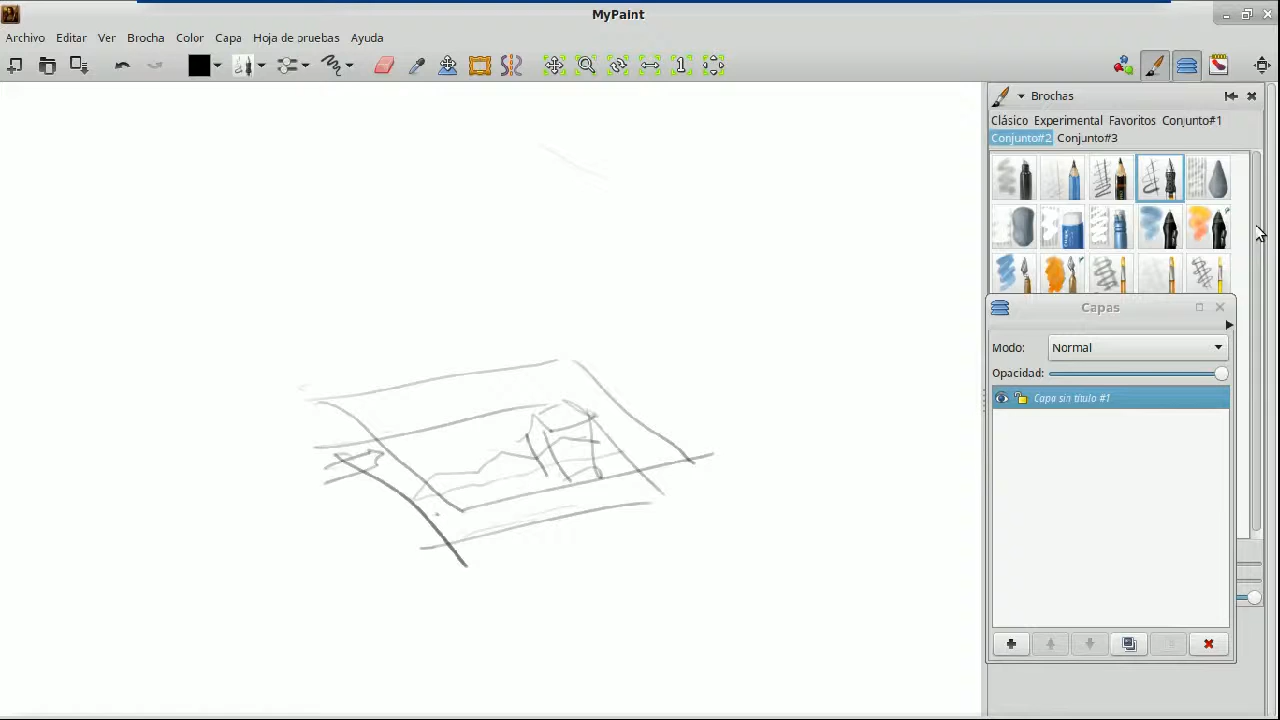 MyPaint
Archivo Editar Ver Brocha Color Capa Hoja de pruebas Ayuda
Brochas
Clásico Experimental Favoritos Conjunto#1
Conjunto#2 Conjunto#3
Capas
Modo: Normal
Opacidad:
Capa sin título #1